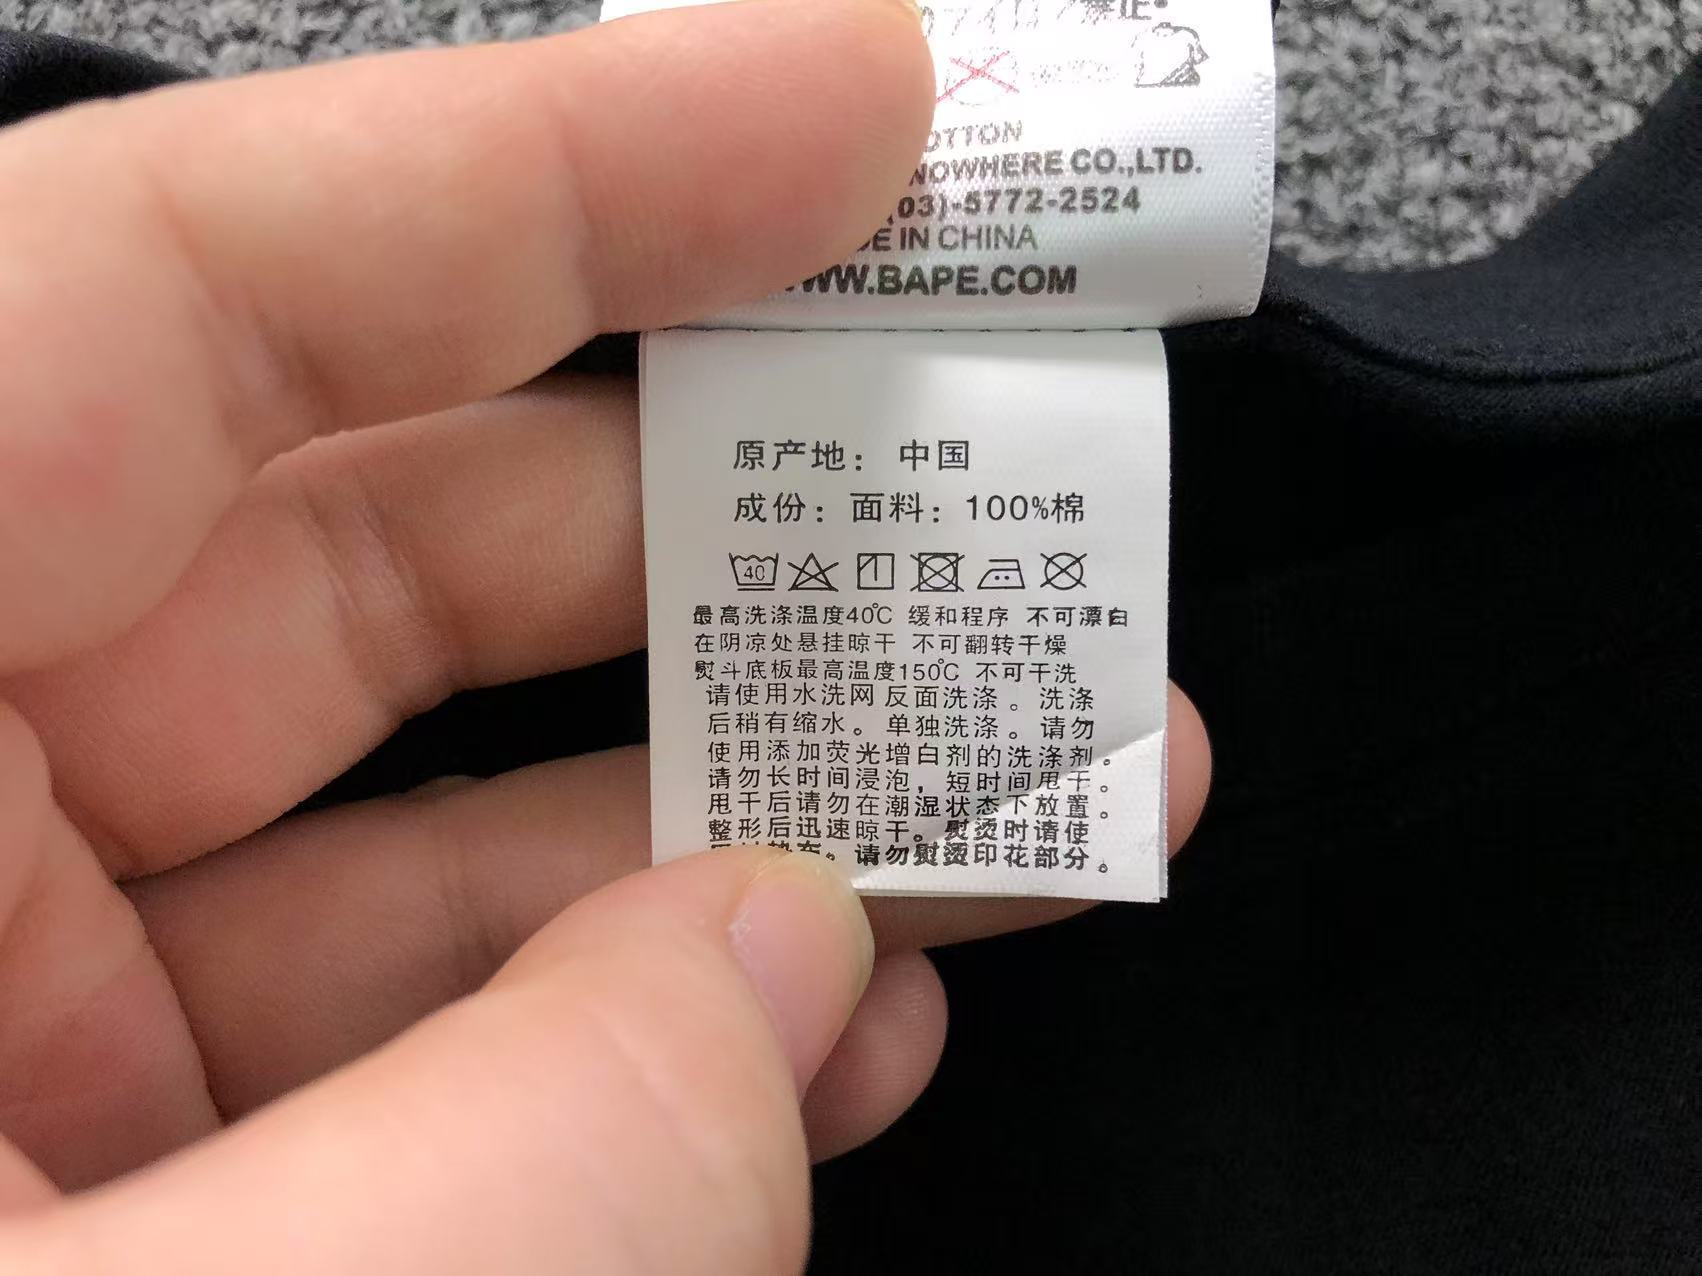 OTTON
NOWHERE CO.,LTD.
(03)-5772-2524
DE IN CHINA
WWW.BAPE.COM
原产地： 中国
成份：面料：100%棉
40
最高洗涤温度40℃ 缓和程序 不可漂白
在阴凉处悬挂晾干 不可翻转干燥
熨斗底板最高温度150℃ 不可干洗
请使用水洗网反面洗涤。洗涤
后稍有缩水。单独洗涤。请勿
使用添加荧光增白剂的洗涤剂。
请勿长时间浸泡，短时间甩干。
甩干后请勿在潮湿状态下放置。
整形后迅速晾干。熨烫时请使
垫布。请勿熨烫印花部分。